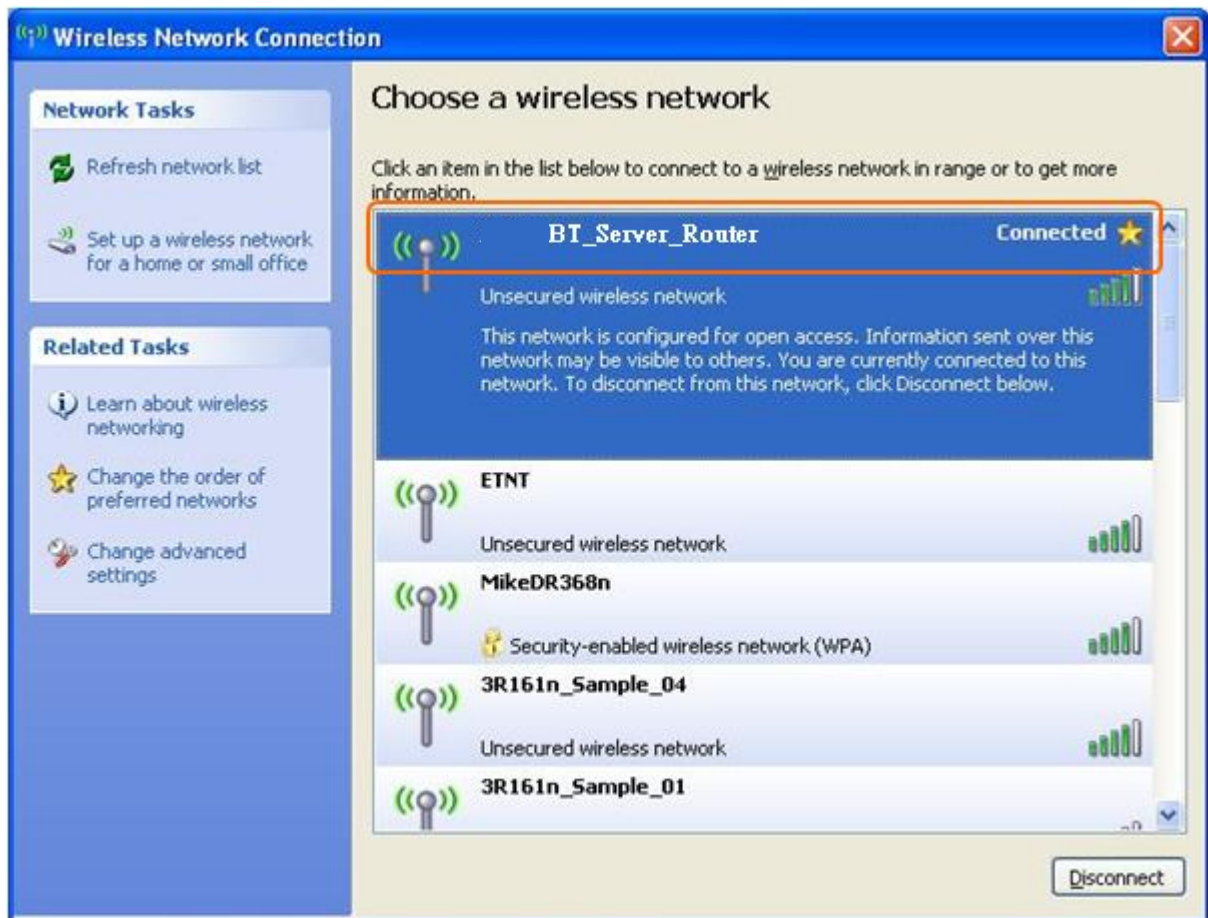 Wireless Network Connection
Network Tasks
Refresh network list
Set up a wireless network
for a home or small office
Related Tasks
Learn about wireless
networking
Change the order of
preferred networks
Change advanced
settings
Choose a wireless network
Click an item in the list below to connect to a wireless network in range or to get more
information.
BT_Server_Router Connected
Unsecured wireless network
This network is configured for open access. Information sent over this
network may be visible to others. You are currently connected to this
network. To disconnect from this network, click Disconnect below.
ETNT
Unsecured wireless network
MikeDR368n
Security-enabled wireless network (WPA)
3R161n_Sample_04
Unsecured wireless network
3R161n_Sample_01
Disconnect